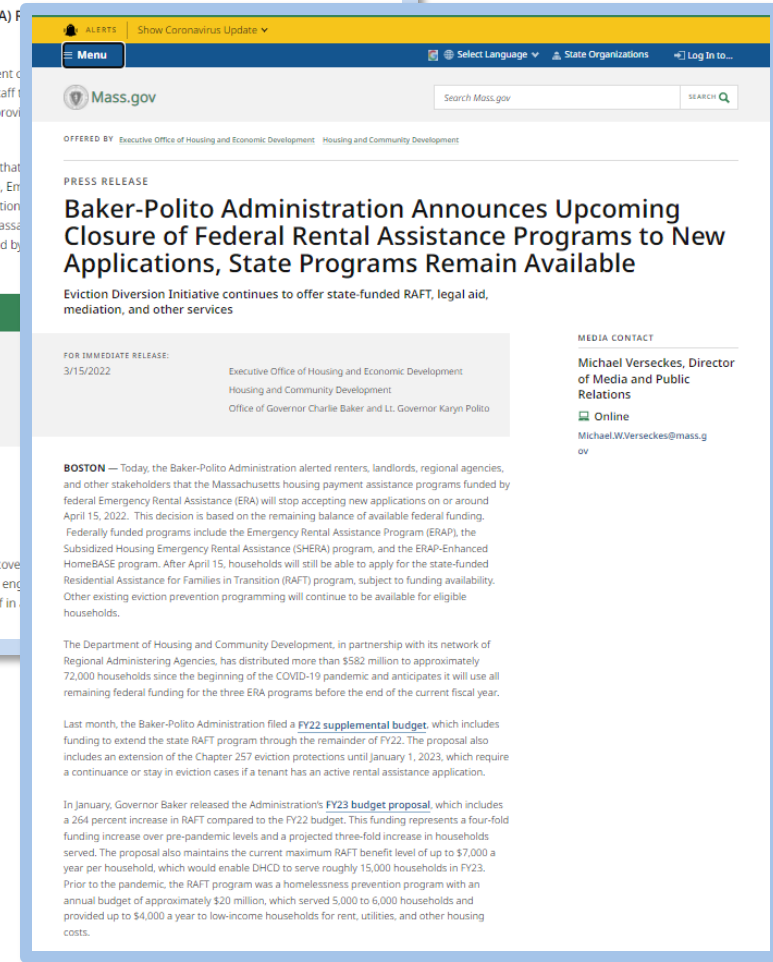 A) R
ent o
aff t
provi
that
, Em
tion
assa
d by
ove
eng
f in
ALERTS Show Coronavirus Update
Menu Select Language State Organizations Log In to...
Mass.gov Search Mass.gov SEARCH
OFFERED BY Executive Office of Housing and Economic Development Housing and Community Development
PRESS RELEASE
Baker-Polito Administration Announces Upcoming
Closure of Federal Rental Assistance Programs to New
Applications, State Programs Remain Available
Eviction Diversion Initiative continues to offer state-funded RAFT, legal aid,
mediation, and other services
FOR IMMEDIATE RELEASE:
3/15/2022 Executive Office of Housing and Economic Development
Housing and Community Development
Office of Governor Charlie Baker and Lt. Governor Karyn Polito
MEDIA CONTACT
Michael Verseckes, Director
of Media and Public
Relations
Online
Michael.W.Verseckes@mass.g
ov
BOSTON — Today, the Baker-Polito Administration alerted renters, landlords, regional agencies,
and other stakeholders that the Massachusetts housing payment assistance programs funded by
federal Emergency Rental Assistance (ERA) will stop accepting new applications on or around
April 15, 2022. This decision is based on the remaining balance of available federal funding.
Federally funded programs include the Emergency Rental Assistance Program (ERAP), the
Subsidized Housing Emergency Rental Assistance (SHERA) program, and the ERAP-Enhanced
HomeBASE program. After April 15, households will still be able to apply for the state-funded
Residential Assistance for Families in Transition (RAFT) program, subject to funding availability.
Other existing eviction prevention programming will continue to be available for eligible
households.
The Department of Housing and Community Development, in partnership with its network of
Regional Administering Agencies, has distributed more than $582 million to approximately
72,000 households since the beginning of the COVID-19 pandemic and anticipates it will use all
remaining federal funding for the three ERA programs before the end of the current fiscal year.
Last month, the Baker-Polito Administration filed a FY22 supplemental budget, which includes
funding to extend the state RAFT program through the remainder of FY22. The proposal also
includes an extension of the Chapter 257 eviction protections until January 1, 2023, which require
a continuance or stay in eviction cases if a tenant has an active rental assistance application.
In January, Governor Baker released the Administration's FY23 budget proposal, which includes
a 264 percent increase in RAFT compared to the FY22 budget. This funding represents a four-fold
funding increase over pre-pandemic levels and a projected three-fold increase in households
served. The proposal also maintains the current maximum RAFT benefit level of up to $7,000 a
year per household, which would enable DHCD to serve roughly 15,000 households in FY23.
Prior to the pandemic, the RAFT program was a homelessness prevention program with an
annual budget of approximately $20 million, which served 5,000 to 6,000 households and
provided up to $4,000 a year to low-income households for rent, utilities, and other housing
costs.